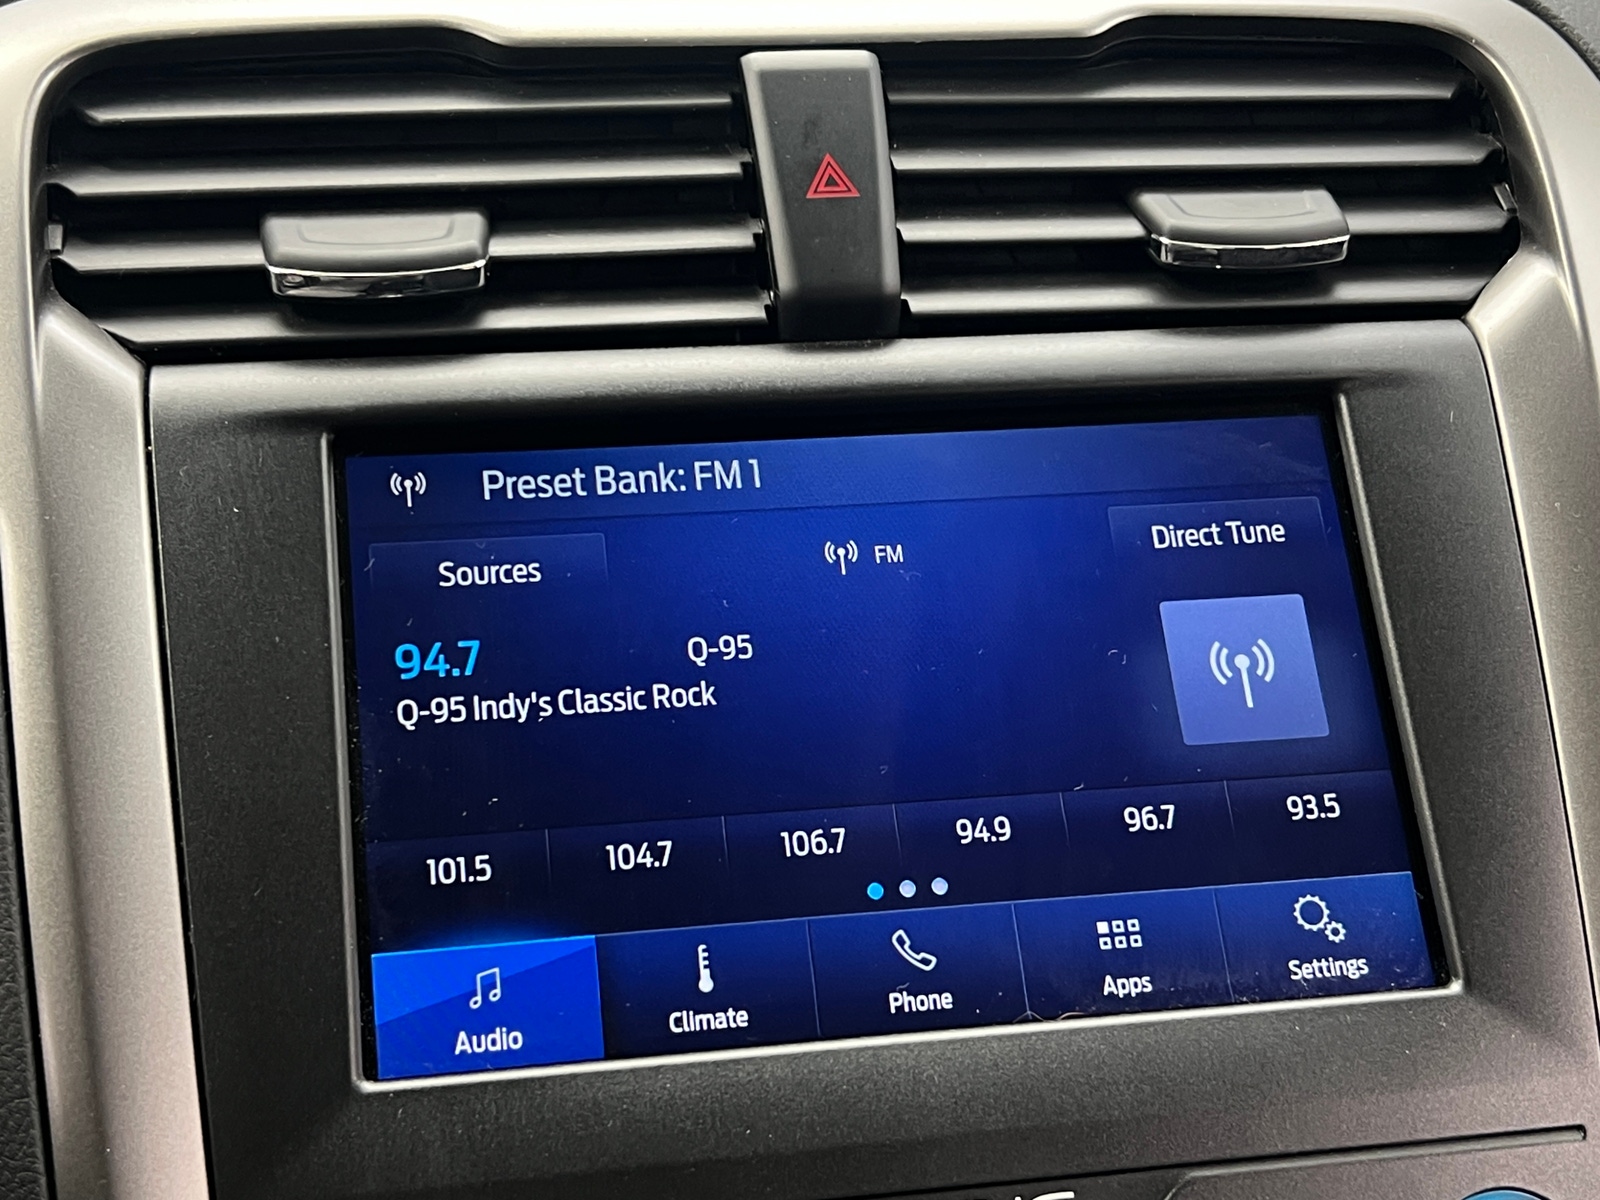 Preset Bank: FM 1
Sources
FM
Direct Tune
94.7
Q-95
Q-95 Indy's Classic Rock
101.5
104.7
106.7
94.9
96.7
93.5
Audio
Climate
Phone
Apps
Settings